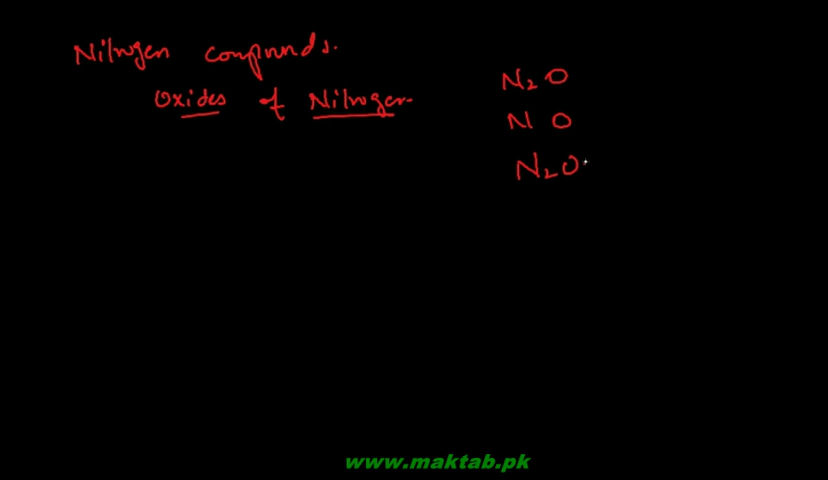 Nitrogen compounds.
Oxides of Nitrogen
N₂O
NO
N₂O
www.maktab.pk